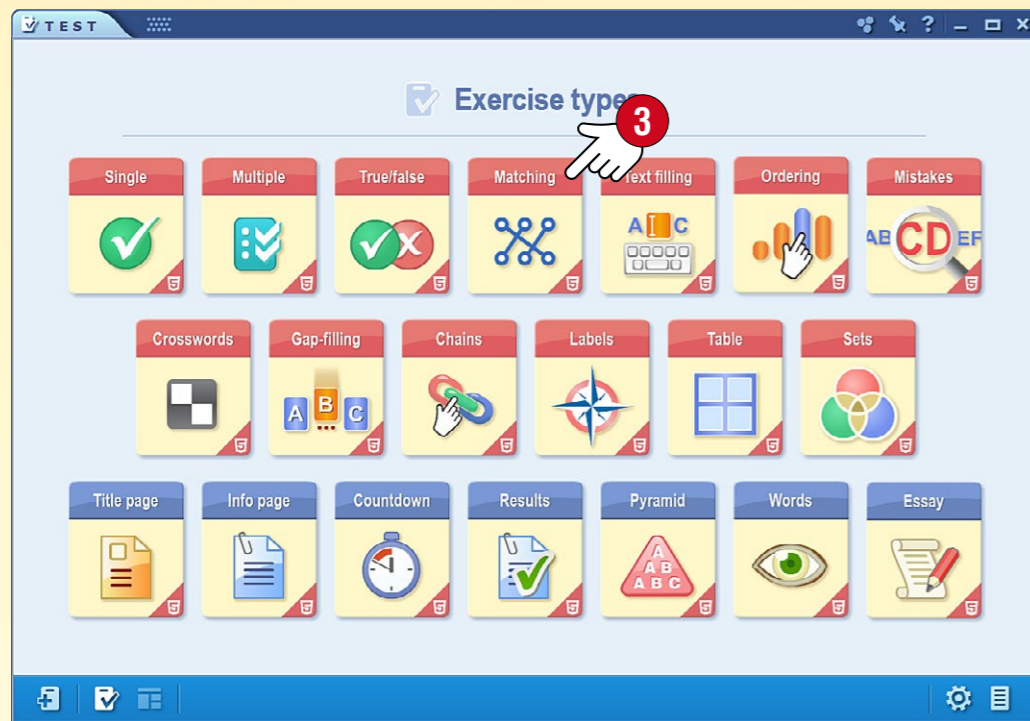 TEST
Exercise types
3
Single Multiple True/false Matching Text filling Ordering Mistakes
A C AB CD EF
Crosswords Gap-filling Chains Labels Table Sets
A B C
Title page Info page Countdown Results Pyramid Words Essay
A
A B
A B C